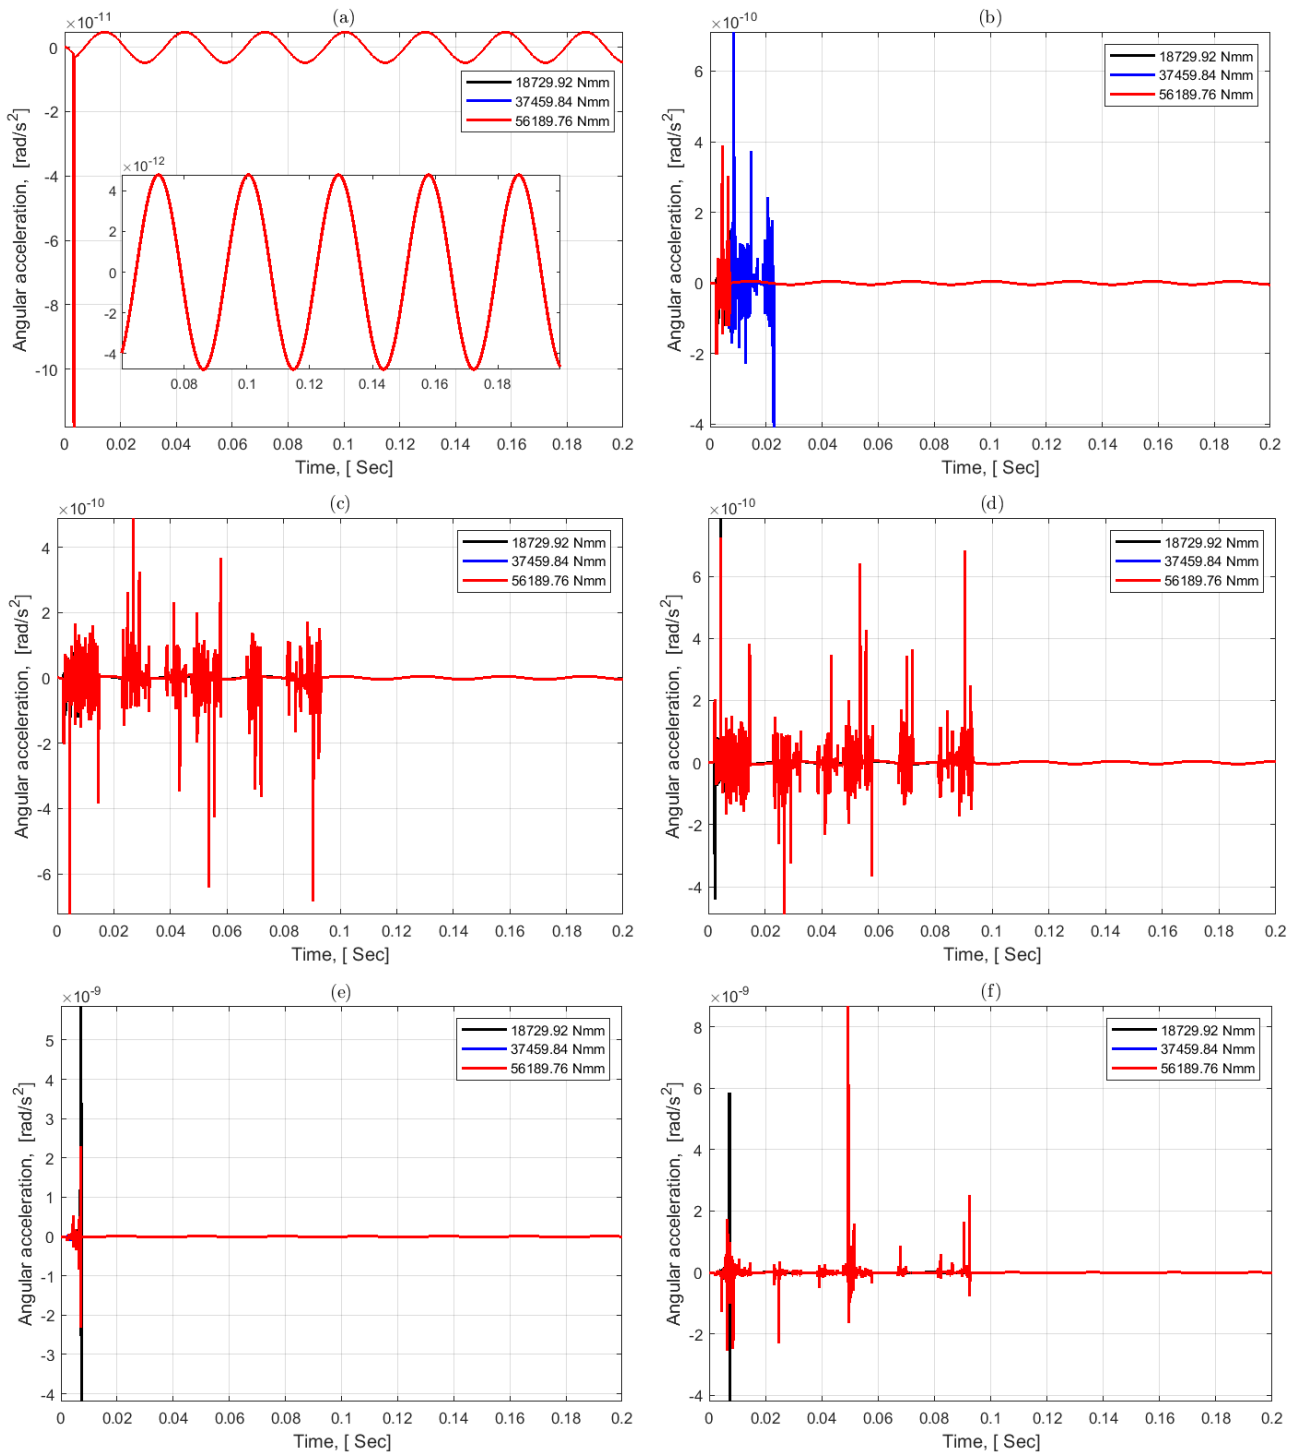 (a)
×10-11
0
-2
-4
-6
-8
-10
Angular acceleration, [rad/s2]
18729.92 Nmm
37459.84 Nmm
56189.76 Nmm
×10-12
4
2
0
-2
-4
0.08 0.1 0.12 0.14 0.16 0.18
0 0.02 0.04 0.06 0.08 0.1 0.12 0.14 0.16 0.18 0.2
Time, [ Sec]
(b)
×10-10
6
4
2
0
-2
-4
Angular acceleration, [rad/s2]
18729.92 Nmm
37459.84 Nmm
56189.76 Nmm
0 0.02 0.04 0.06 0.08 0.1 0.12 0.14 0.16 0.18 0.2
Time, [ Sec]
(c)
×10-10
4
2
0
-2
-4
-6
Angular acceleration, [rad/s2]
18729.92 Nmm
37459.84 Nmm
56189.76 Nmm
0 0.02 0.04 0.06 0.08 0.1 0.12 0.14 0.16 0.18 0.2
Time, [ Sec]
(d)
×10-10
6
4
2
0
-2
-4
Angular acceleration, [rad/s2]
18729.92 Nmm
37459.84 Nmm
56189.76 Nmm
0 0.02 0.04 0.06 0.08 0.1 0.12 0.14 0.16 0.18 0.2
Time, [ Sec]
(e)
×10-9
5
4
3
2
1
0
-1
-2
-3
-4
Angular acceleration, [rad/s2]
18729.92 Nmm
37459.84 Nmm
56189.76 Nmm
0 0.02 0.04 0.06 0.08 0.1 0.12 0.14 0.16 0.18 0.2
Time, [ Sec]
(f)
×10-9
8
6
4
2
0
-2
-4
Angular acceleration, [rad/s2]
18729.92 Nmm
37459.84 Nmm
56189.76 Nmm
0 0.02 0.04 0.06 0.08 0.1 0.12 0.14 0.16 0.18 0.2
Time, [ Sec]